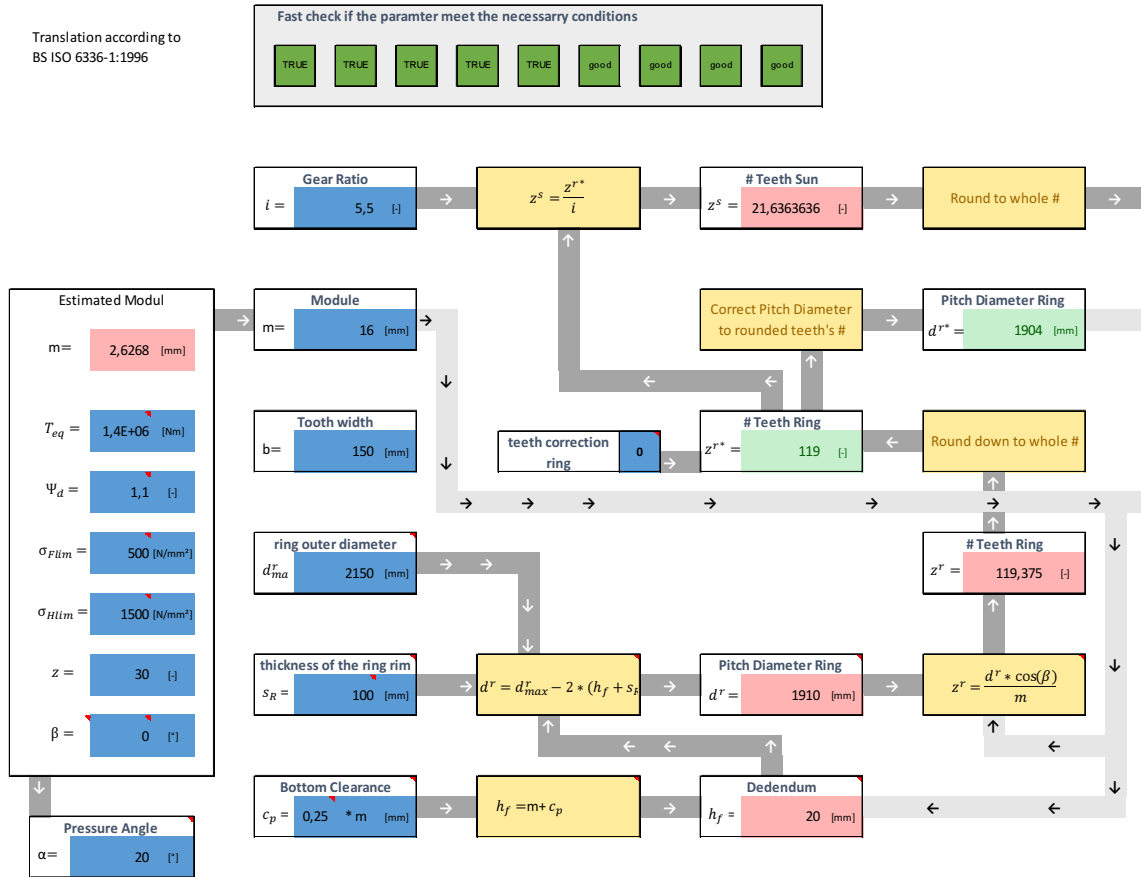 Fast check if the paramter meet the necessarry conditions
Translation according to
BS ISO 6336-1:1996
TRUE TRUE TRUE TRUE TRUE good good good good
Gear Ratio
i = 5,5 [-]
z^s = z^{r*} / i
# Teeth Sun
z^s = 21,6363636 [-]
Round to whole #
Estimated Modul
m= 2,6268 [mm]
T_eq = 1,4E+06 [Nm]
Ψ_d = 1,1 [-]
σ_Flim = 500 [N/mm²]
σ_Hlim = 1500 [N/mm²]
z = 30 [-]
β = 0 [°]
Pressure Angle
α= 20 [°]
Module
m= 16 [mm]
Correct Pitch Diameter
to rounded teeth's #
Pitch Diameter Ring
d^{r*} = 1904 [mm]
Tooth width
b= 150 [mm]
teeth correction
ring
0
# Teeth Ring
z^{r*} = 119 [-]
Round down to whole #
ring outer diameter
d^r_ma 2150 [mm]
# Teeth Ring
z^r = 119,375 [-]
thickness of the ring rim
s_R = 100 [mm]
d^r = d^r_max − 2 * (h_f + s_R
Pitch Diameter Ring
d^r = 1910 [mm]
z^r = d^r * cos(β) / m
Bottom Clearance
c_p = 0,25 * m [mm]
h_f =m+ c_p
Dedendum
h_f = 20 [mm]